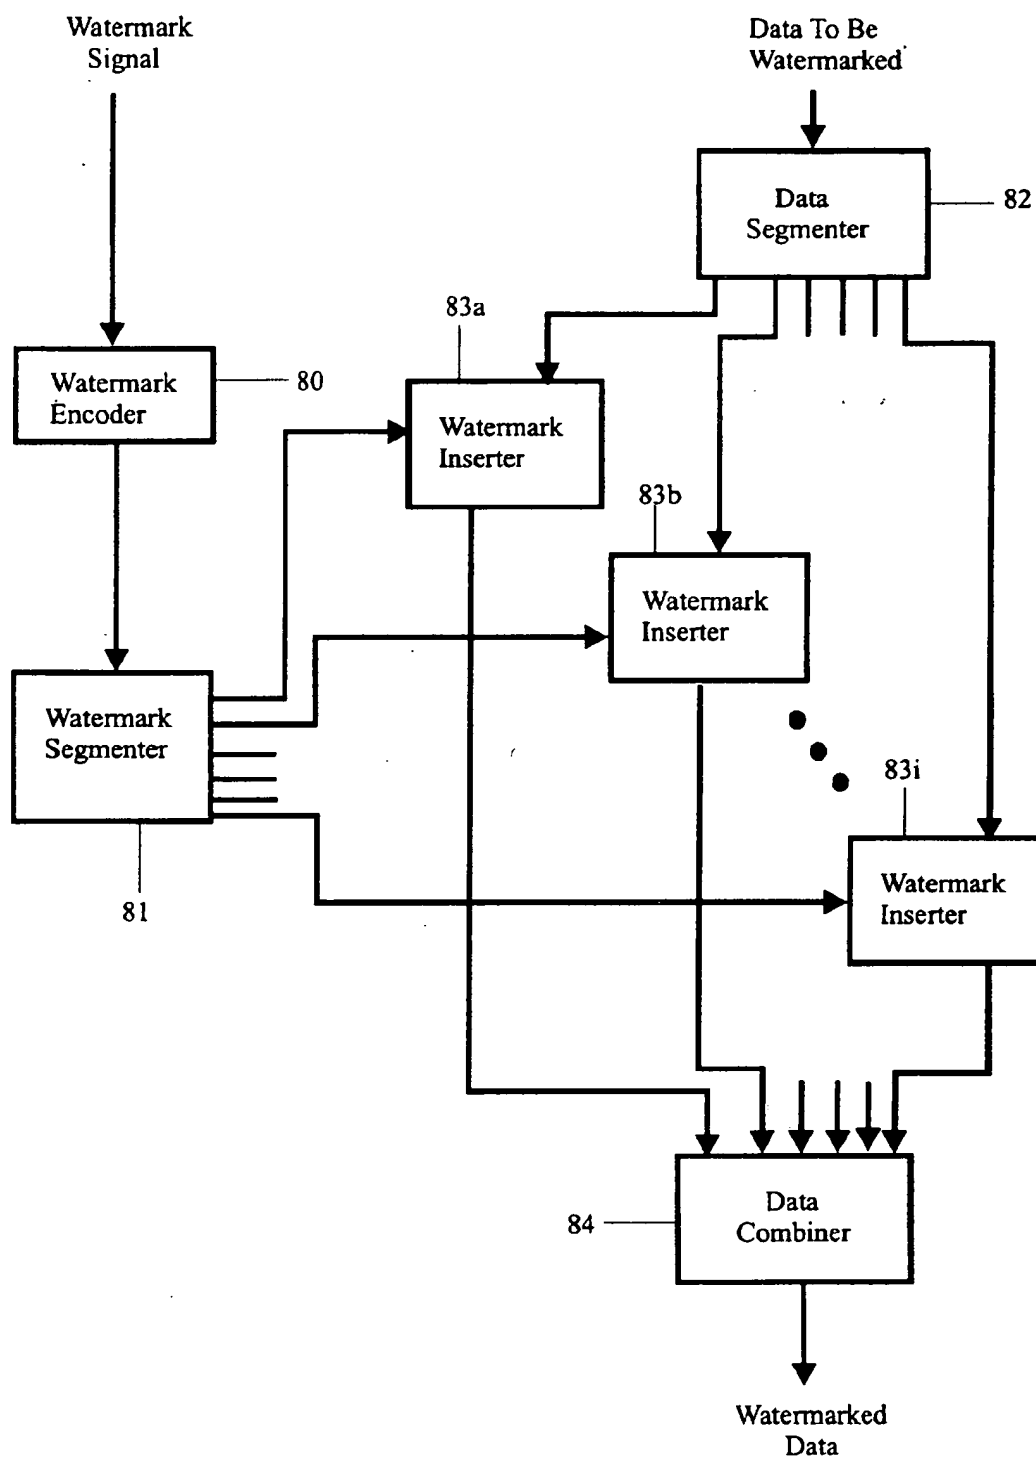 Watermark
Signal
Data To Be
Watermarked
Data
Segmenter
82
83a
Watermark
Encoder
80
Watermark
Inserter
83b
Watermark
Inserter
Watermark
Segmenter
81
83i
Watermark
Inserter
84
Data
Combiner
Watermarked
Data